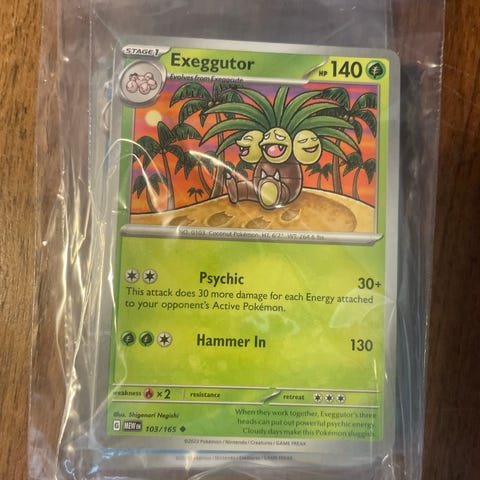 STAGE 1
Exeggutor
HP 140
Evolves from Exeggcute
NO. 0103 Coconut Pokémon HT: 6'7" WT: 264.6 lbs
Psychic 30+
This attack does 30 more damage for each Energy attached
to your opponent's Active Pokémon.
Hammer In 130
weakness ×2 resistance retreat
Illus. Shigenori Negishi
G MEW EN 103/165
When they work together, Exeggutor's three
heads can put out powerful psychic energy.
Cloudy days make this Pokémon sluggish.
©2023 Pokémon / Nintendo / Creatures / GAME FREAK